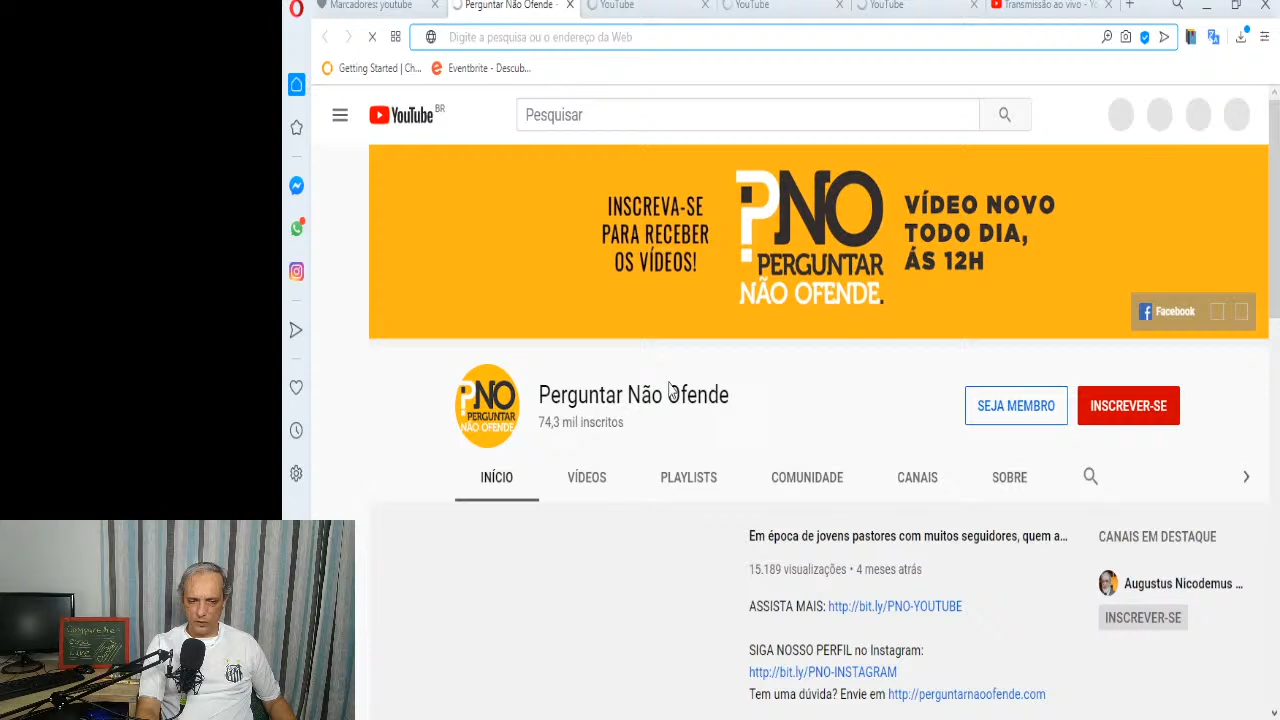 Marcadores: youtube
Perguntar Não Ofende -
YouTube
YouTube
YouTube
Transmissão ao vivo - Yo
Digite a pesquisa ou o endereço da Web
Getting Started | Ch...
Eventbrite - Descub...
YouTube BR
Pesquisar
INSCREVA-SE
PARA RECEBER
OS VÍDEOS!
PNO
PERGUNTAR
NÃO OFENDE.
VÍDEO NOVO
TODO DIA,
ÁS 12H
Facebook
PNO
PERGUNTAR
NÃO OFENDE.
Perguntar Não Ofende
74,3 mil inscritos
SEJA MEMBRO
INSCREVER-SE
INÍCIO
VÍDEOS
PLAYLISTS
COMUNIDADE
CANAIS
SOBRE
Em época de jovens pastores com muitos seguidores, quem a...
15.189 visualizações • 4 meses atrás
ASSISTA MAIS: http://bit.ly/PNO-YOUTUBE
SIGA NOSSO PERFIL no Instagram:
http://bit.ly/PNO-INSTAGRAM
Tem uma dúvida? Envie em http://perguntarnaoofende.com
CANAIS EM DESTAQUE
Augustus Nicodemus ...
INSCREVER-SE
Compartilhe